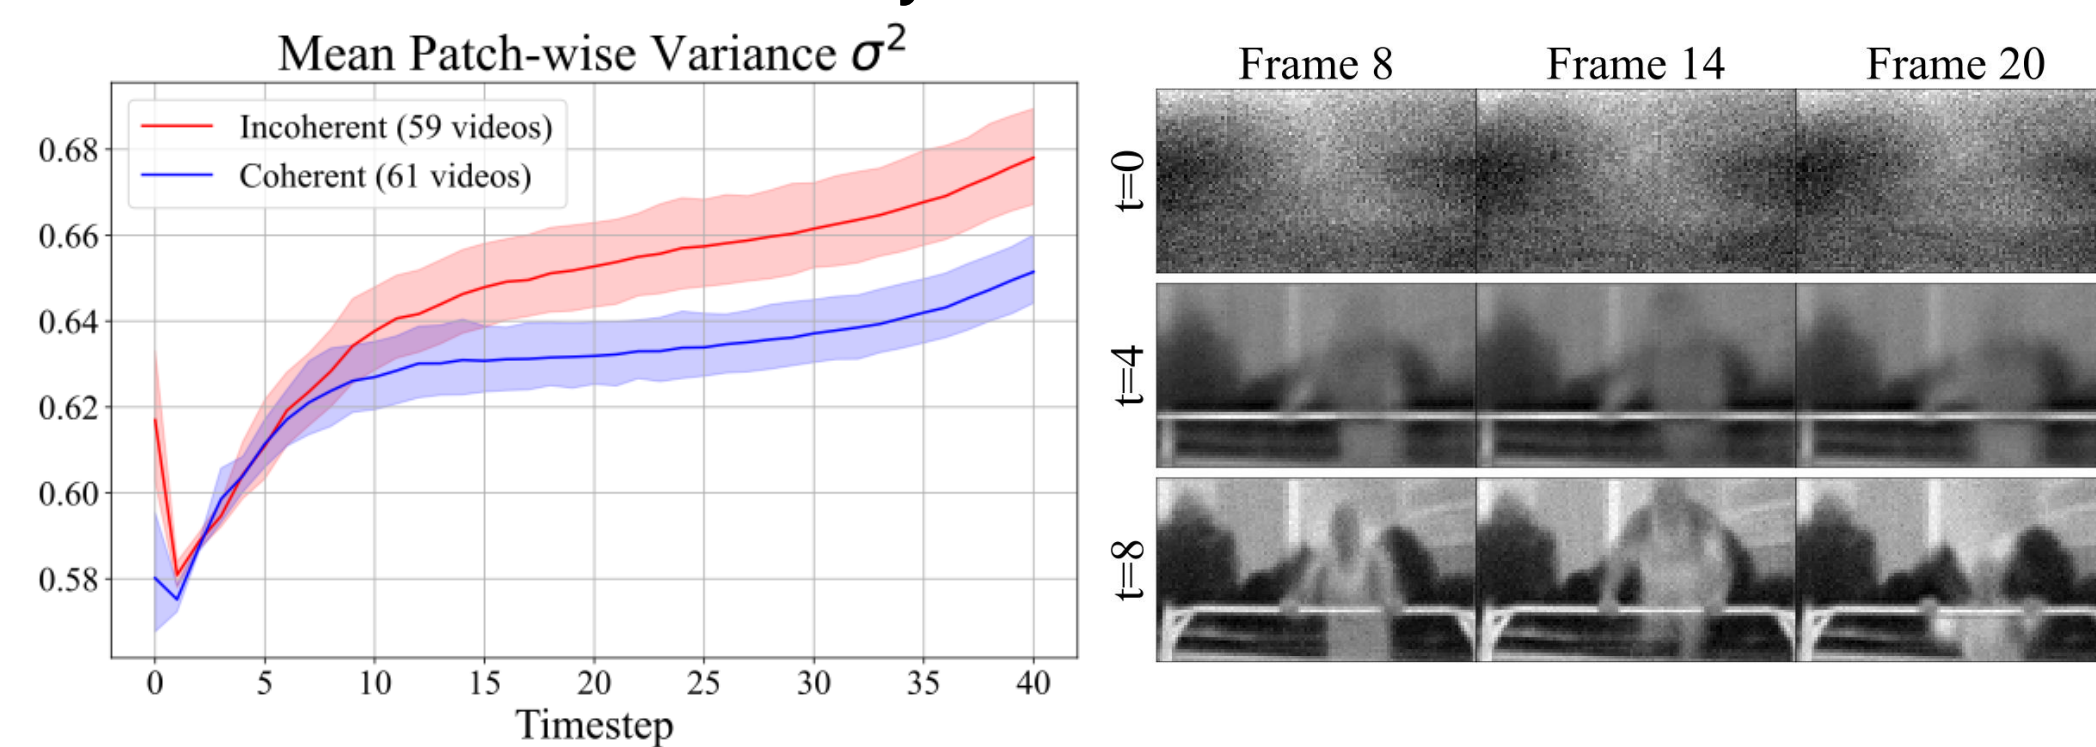 Mean Patch-wise Variance σ²
Incoherent (59 videos)
Coherent (61 videos)
0.68
0.66
0.64
0.62
0.60
0.58
0 5 10 15 20 25 30 35 40
Timestep
Frame 8 Frame 14 Frame 20
t=0
t=4
t=8